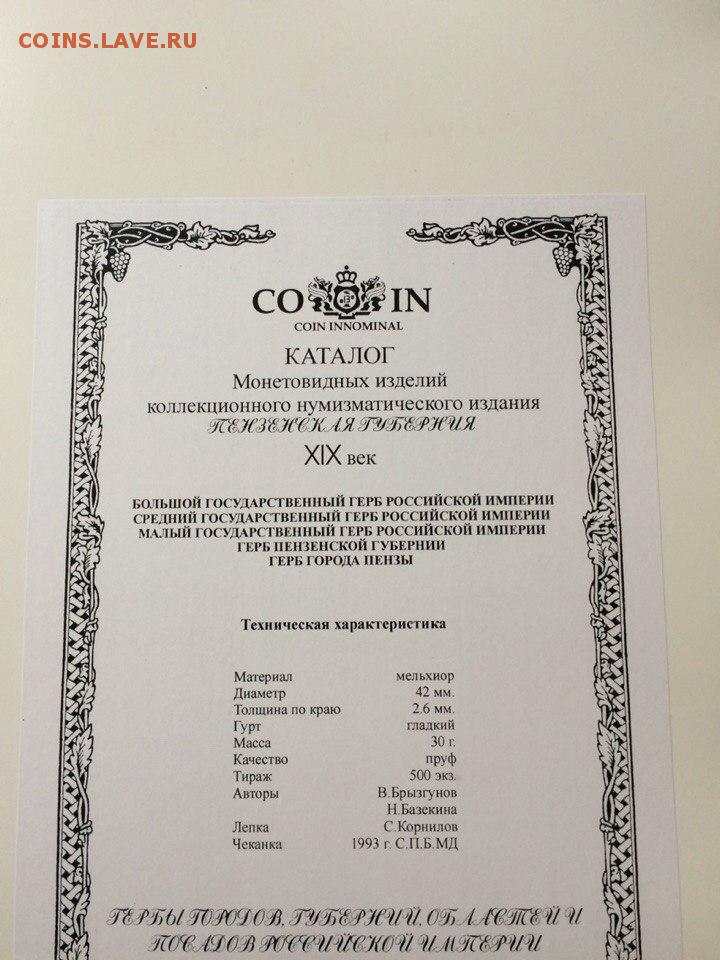 COINS.LAVE.RU
CO IN
COIN INNOMINAL
КАТАЛОГ
Монетовидных изделий
коллекционного нумизматического издания
ПЕНЗЕНСКАЯ ГУБЕРНИЯ
XIX век
БОЛЬШОЙ ГОСУДАРСТВЕННЫЙ ГЕРБ РОССИЙСКОЙ ИМПЕРИИ
СРЕДНИЙ ГОСУДАРСТВЕННЫЙ ГЕРБ РОССИЙСКОЙ ИМПЕРИИ
МАЛЫЙ ГОСУДАРСТВЕННЫЙ ГЕРБ РОССИЙСКОЙ ИМПЕРИИ
ГЕРБ ПЕНЗЕНСКОЙ ГУБЕРНИИ
ГЕРБ ГОРОДА ПЕНЗЫ
Техническая характеристика
Материал мельхиор
Диаметр 42 мм.
Толщина по краю 2.6 мм.
Гурт гладкий
Масса 30 г.
Качество пруф
Тираж 500 экз.
Авторы В.Брызгунов
Н.Базекина
Лепка С.Корнилов
Чеканка 1993 г. С.П.Б.МД
ГЕРБЫ ГОРОДОВ, ГУБЕРНИЙ, ОБЛАСТЕЙ И
ПОСАДОВ РОССИЙСКОЙ ИМПЕРИИ